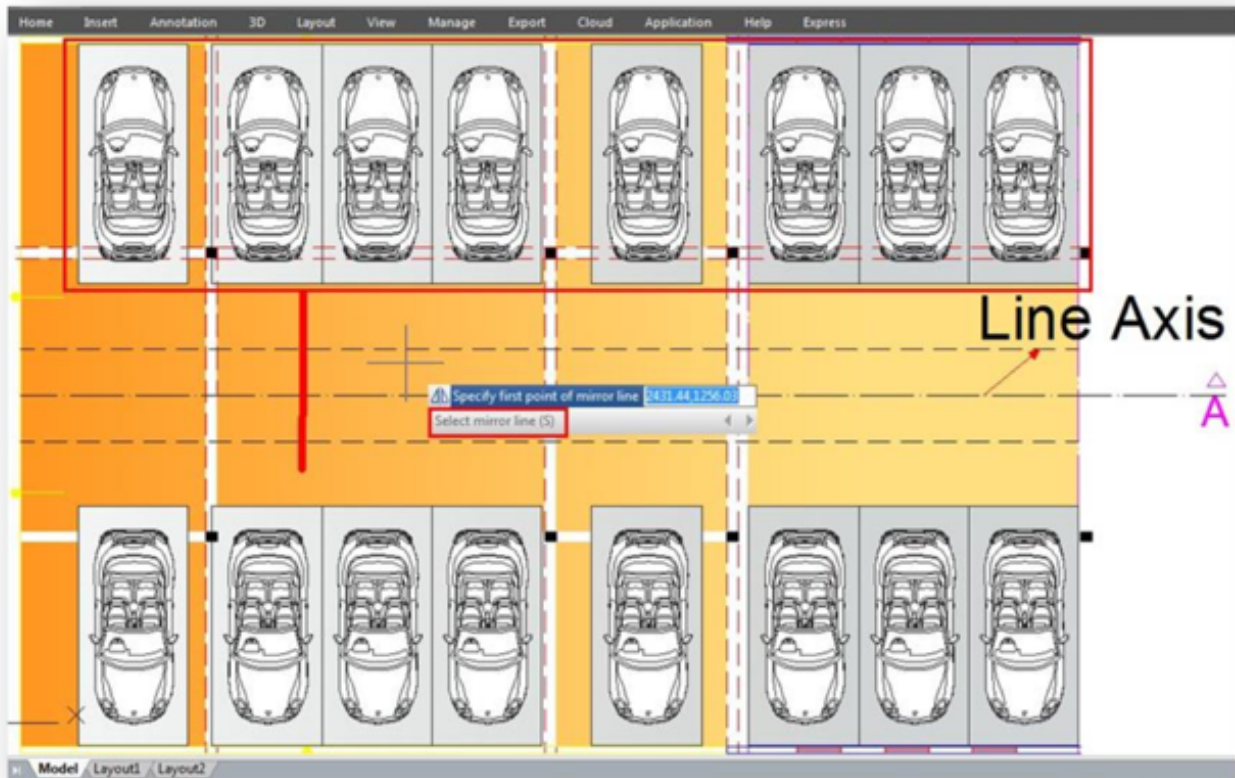 Home Insert Annotation 3D Layout View Manage Export Cloud Application Help Express
Line Axis
Specify first point of mirror line 2431.44,1256.03
Select mirror line (S)
A
Model Layout1 Layout2